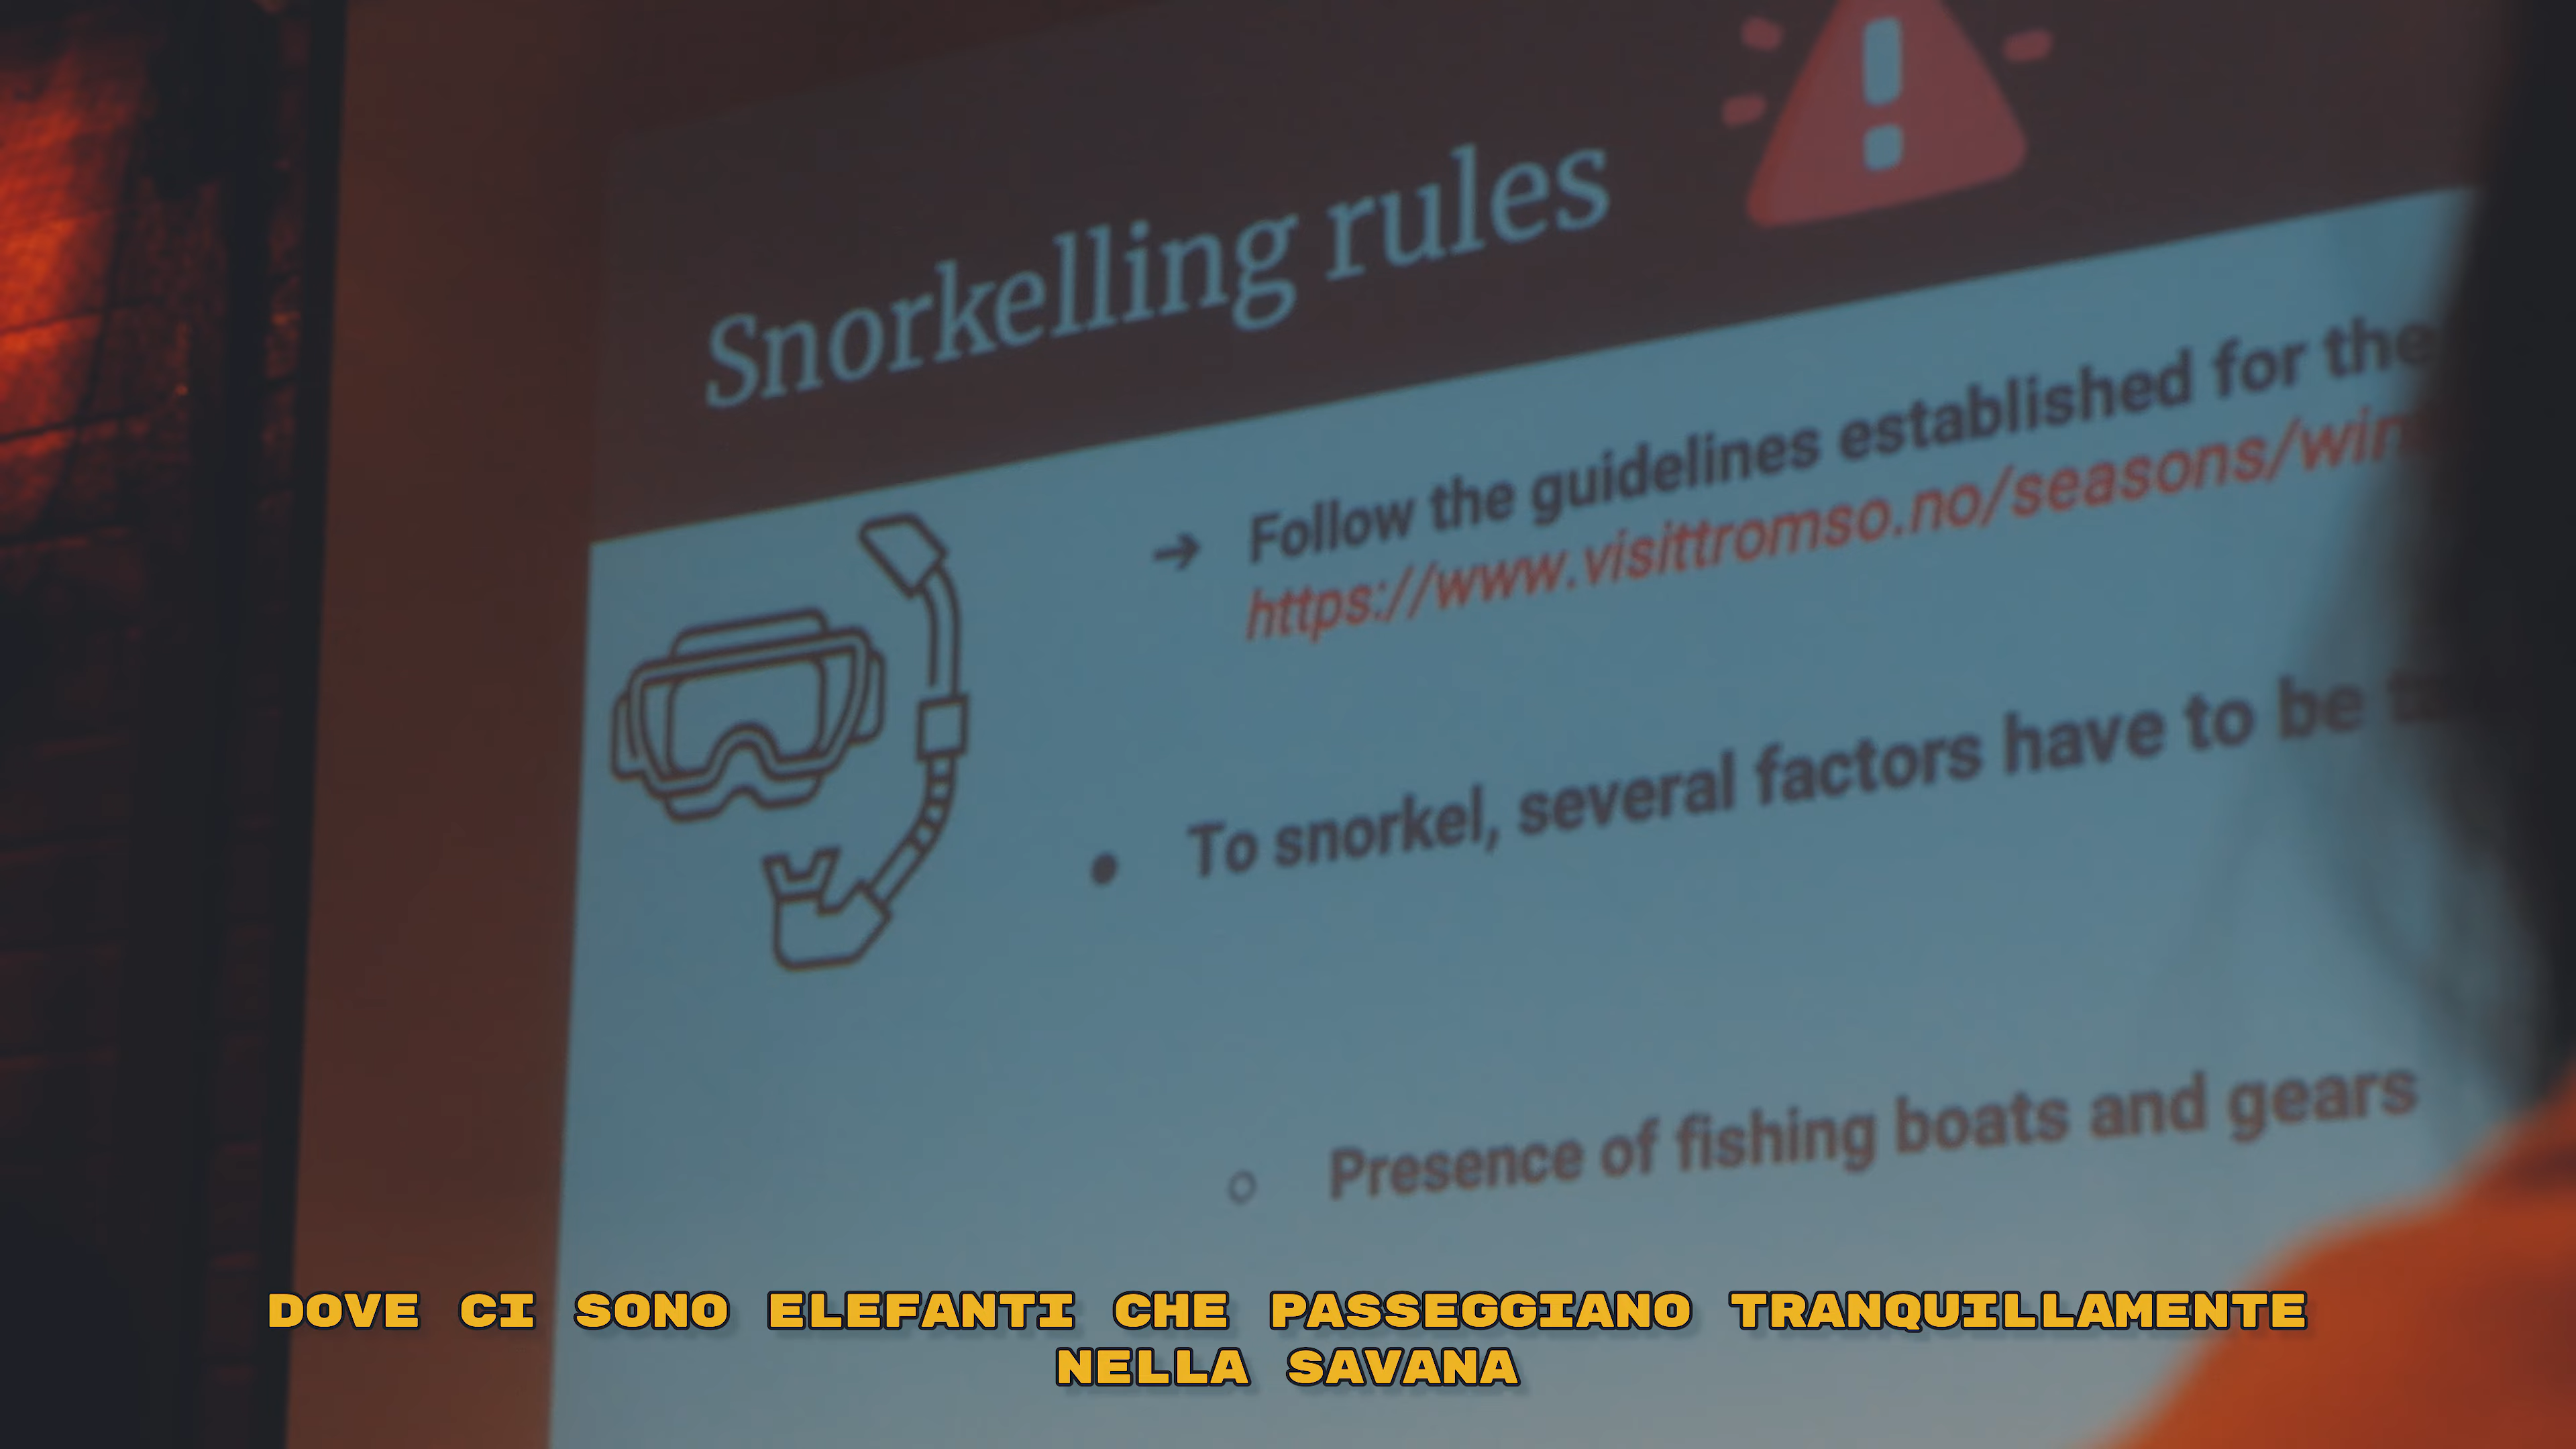 Snorkelling rules
➔ Follow the guidelines established for the
https://www.visittromso.no/seasons/win
● To snorkel, several factors have to be
○ Presence of fishing boats and gears
DOVE CI SONO ELEFANTI CHE PASSEGGIANO TRANQUILLAMENTE
NELLA SAVANA